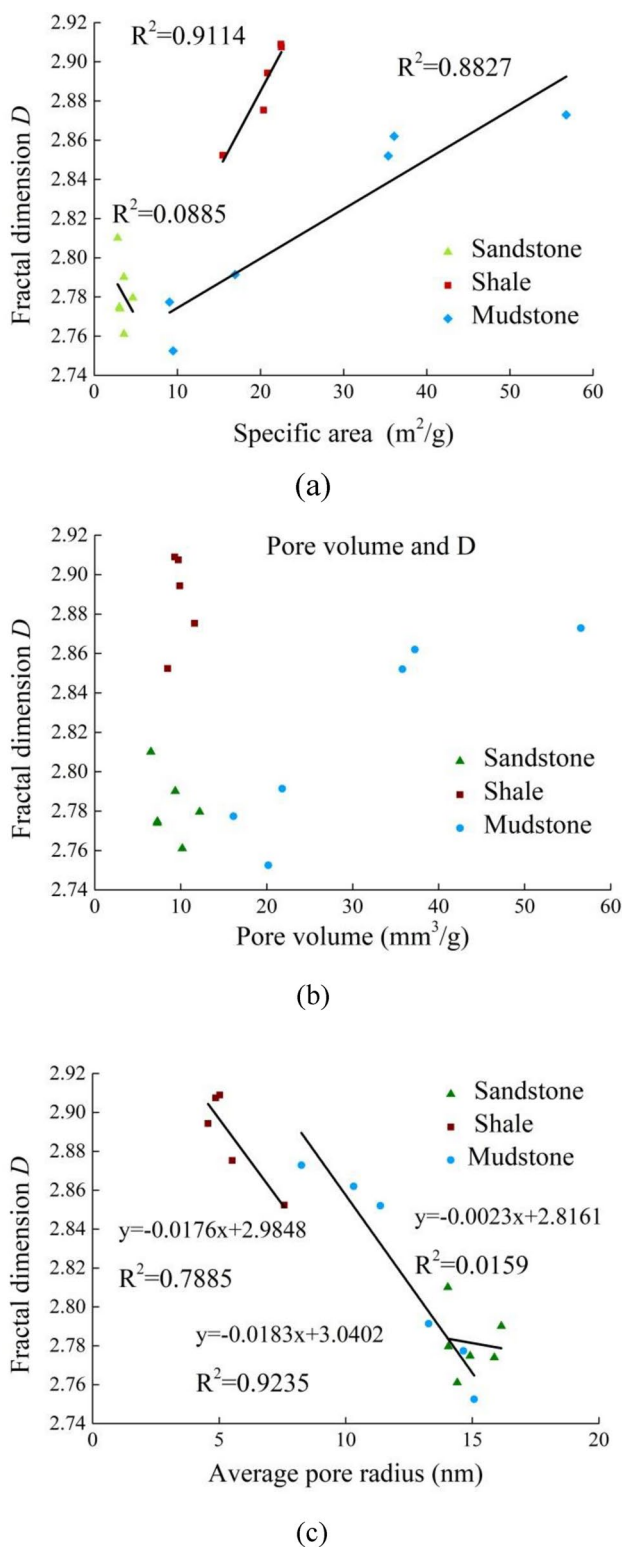 2.92
2.90
2.88
2.86
2.84
2.82
2.80
2.78
2.76
2.74
Fractal dimension D
R²=0.9114
R²=0.8827
R²=0.0885
Sandstone
Shale
Mudstone
0 10 20 30 40 50 60
Specific area (m²/g)
(a)
2.92
2.90
2.88
2.86
2.84
2.82
2.80
2.78
2.76
2.74
Fractal dimension D
Pore volume and D
Sandstone
Shale
Mudstone
0 10 20 30 40 50 60
Pore volume (mm³/g)
(b)
2.92
2.90
2.88
2.86
2.84
2.82
2.80
2.78
2.76
2.74
Fractal dimension D
Sandstone
Shale
Mudstone
y=-0.0176x+2.9848
R²=0.7885
y=-0.0023x+2.8161
R²=0.0159
y=-0.0183x+3.0402
R²=0.9235
0 5 10 15 20
Average pore radius (nm)
(c)